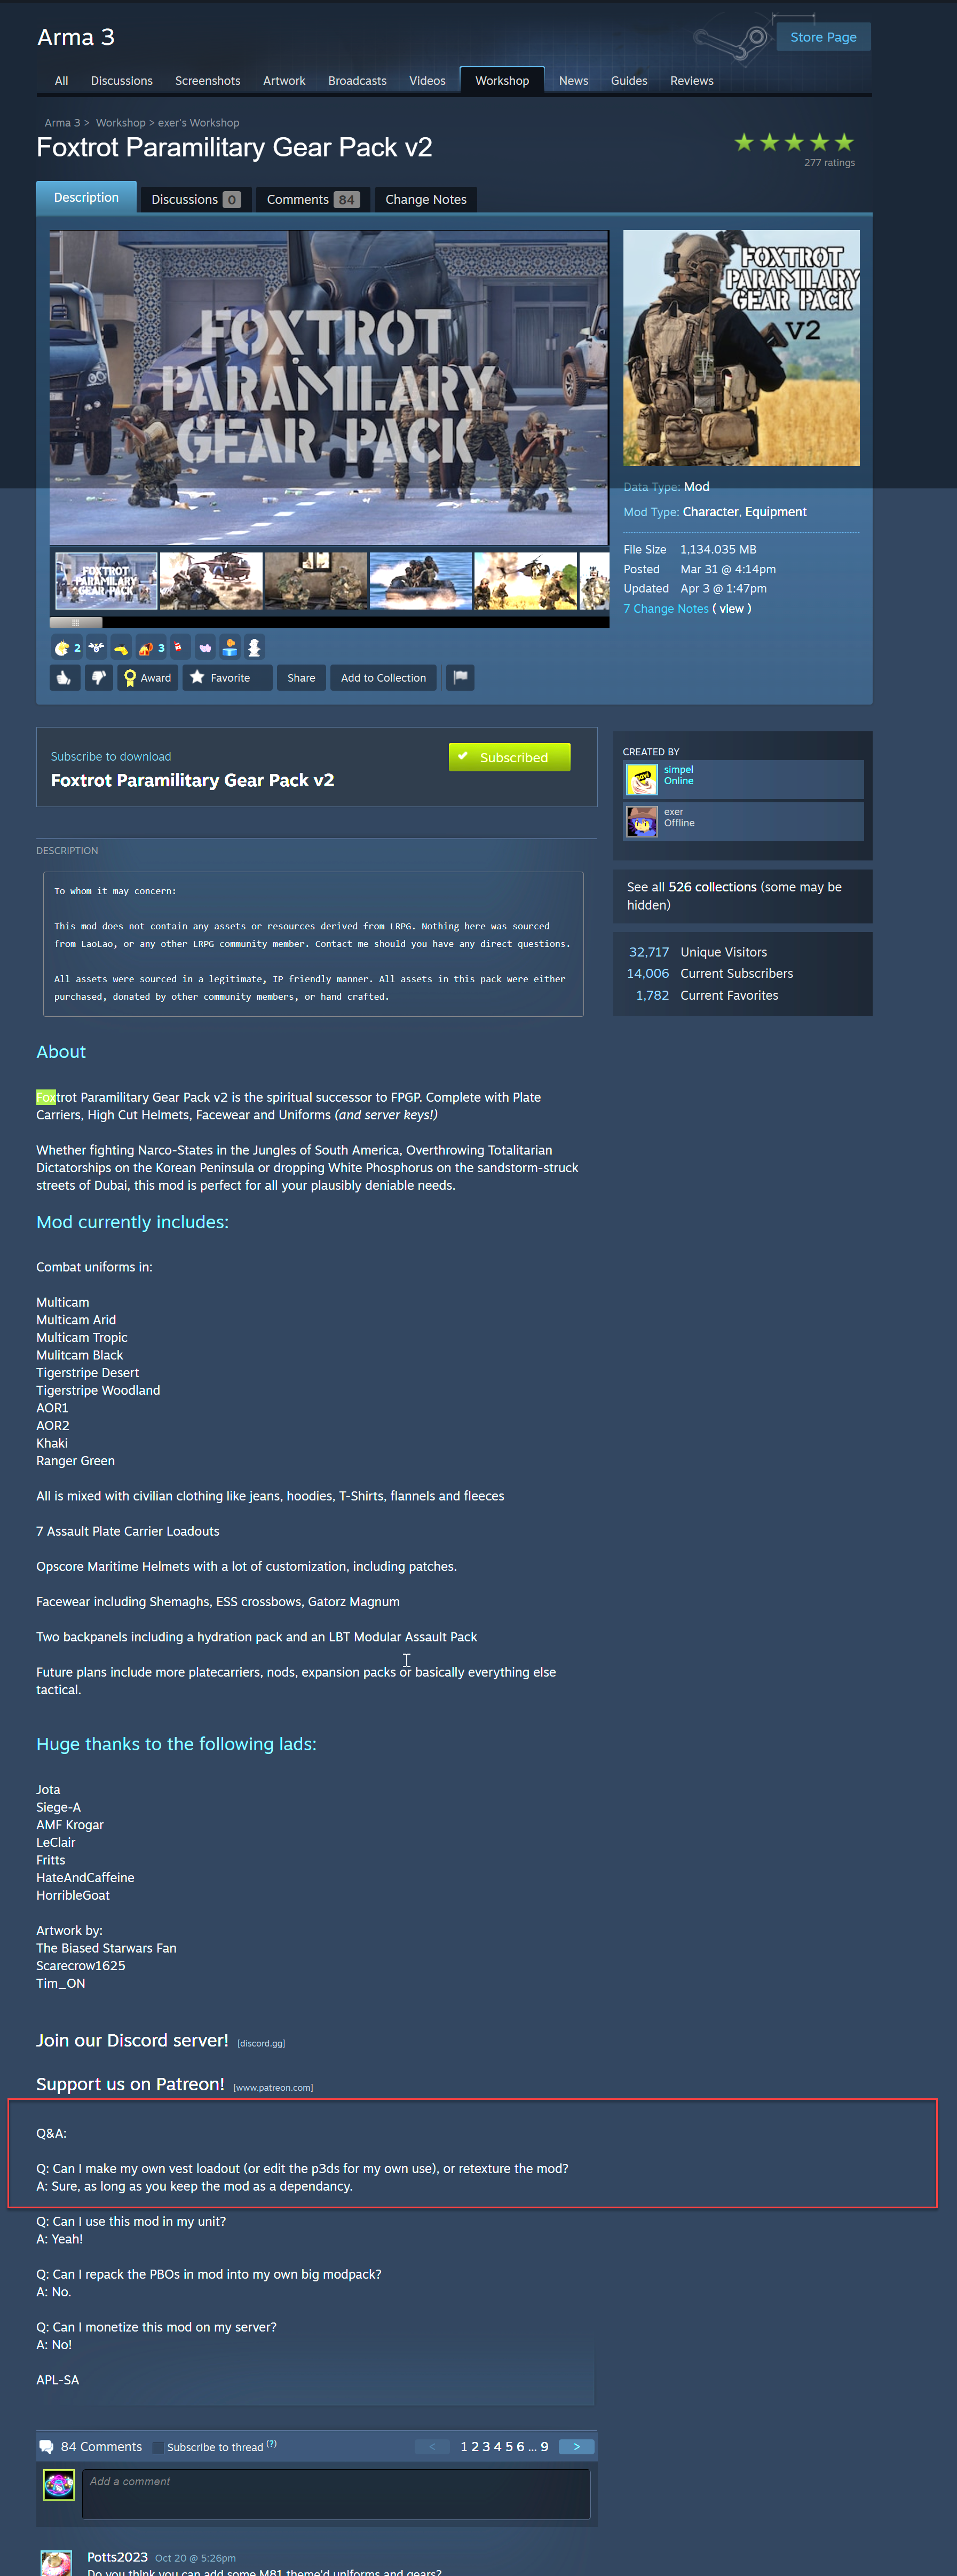 Arma 3
Store Page
All Discussions Screenshots Artwork Broadcasts Videos Workshop News Guides Reviews
Arma 3 > Workshop > exer's Workshop
Foxtrot Paramilitary Gear Pack v2
277 ratings
Description Discussions 0 Comments 84 Change Notes
FOXTROT
PARAMILARY
GEAR PACK
FOXTROT
PARAMILARY
GEAR PACK
V2
Data Type: Mod
Mod Type: Character, Equipment
File Size 1,134.035 MB
Posted Mar 31 @ 4:14pm
Updated Apr 3 @ 1:47pm
7 Change Notes ( view )
FOXTROT
PARAMILARY
GEAR PACK
2 3
Award Favorite Share Add to Collection
Subscribe to download
Foxtrot Paramilitary Gear Pack v2
Subscribed
CREATED BY
simpel
Online
exer
Offline
See all 526 collections (some may be
hidden)
32,717 Unique Visitors
14,006 Current Subscribers
1,782 Current Favorites
DESCRIPTION
To whom it may concern:
This mod does not contain any assets or resources derived from LRPG. Nothing here was sourced
from LaoLao, or any other LRPG community member. Contact me should you have any direct questions.
All assets were sourced in a legitimate, IP friendly manner. All assets in this pack were either
purchased, donated by other community members, or hand crafted.
About
Foxtrot Paramilitary Gear Pack v2 is the spiritual successor to FPGP. Complete with Plate
Carriers, High Cut Helmets, Facewear and Uniforms (and server keys!)
Whether fighting Narco-States in the Jungles of South America, Overthrowing Totalitarian
Dictatorships on the Korean Peninsula or dropping White Phosphorus on the sandstorm-struck
streets of Dubai, this mod is perfect for all your plausibly deniable needs.
Mod currently includes:
Combat uniforms in:
Multicam
Multicam Arid
Multicam Tropic
Mulitcam Black
Tigerstripe Desert
Tigerstripe Woodland
AOR1
AOR2
Khaki
Ranger Green
All is mixed with civilian clothing like jeans, hoodies, T-Shirts, flannels and fleeces
7 Assault Plate Carrier Loadouts
Opscore Maritime Helmets with a lot of customization, including patches.
Facewear including Shemaghs, ESS crossbows, Gatorz Magnum
Two backpanels including a hydration pack and an LBT Modular Assault Pack
Future plans include more platecarriers, nods, expansion packs or basically everything else
tactical.
Huge thanks to the following lads:
Jota
Siege-A
AMF Krogar
LeClair
Fritts
HateAndCaffeine
HorribleGoat
Artwork by:
The Biased Starwars Fan
Scarecrow1625
Tim_ON
Join our Discord server! [discord.gg]
Support us on Patreon! [www.patreon.com]
Q&A:
Q: Can I make my own vest loadout (or edit the p3ds for my own use), or retexture the mod?
A: Sure, as long as you keep the mod as a dependancy.
Q: Can I use this mod in my unit?
A: Yeah!
Q: Can I repack the PBOs in mod into my own big modpack?
A: No.
Q: Can I monetize this mod on my server?
A: No!
APL-SA
84 Comments Subscribe to thread (?) < 1 2 3 4 5 6 ... 9 >
Add a comment
Potts2023 Oct 20 @ 5:26pm
Do you think you can add some M81 theme'd uniforms and gears?